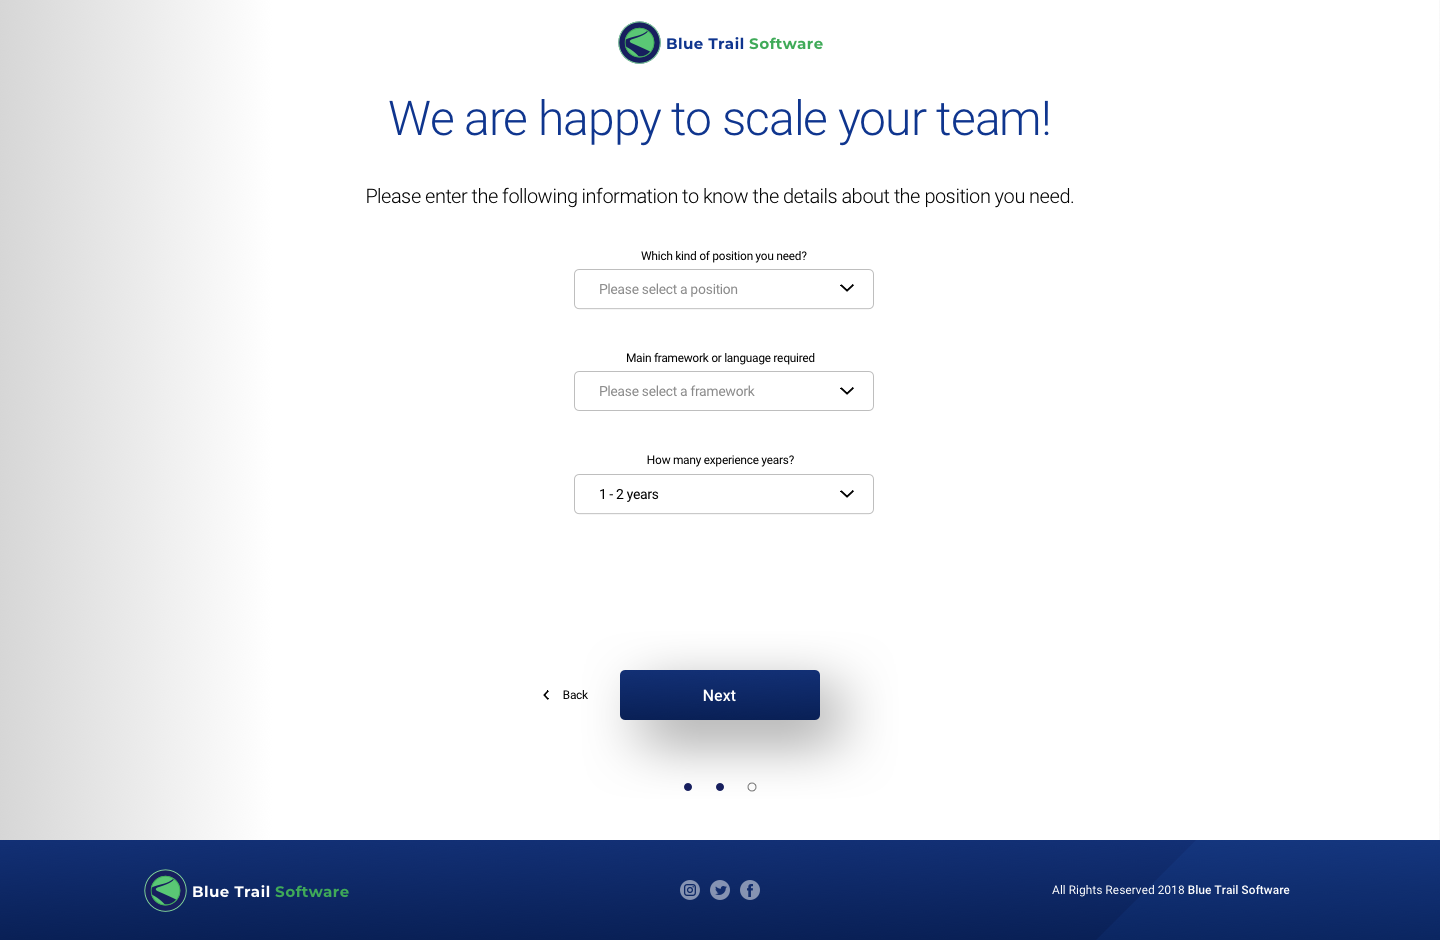 Blue Trail Software
We are happy to scale your team!
Please enter the following information to know the details about the position you need.
Which kind of position you need?
Please select a position
Main framework or language required
Please select a framework
How many experience years?
1 - 2 years
Back
Next
Blue Trail Software
All Rights Reserved 2018 Blue Trail Software